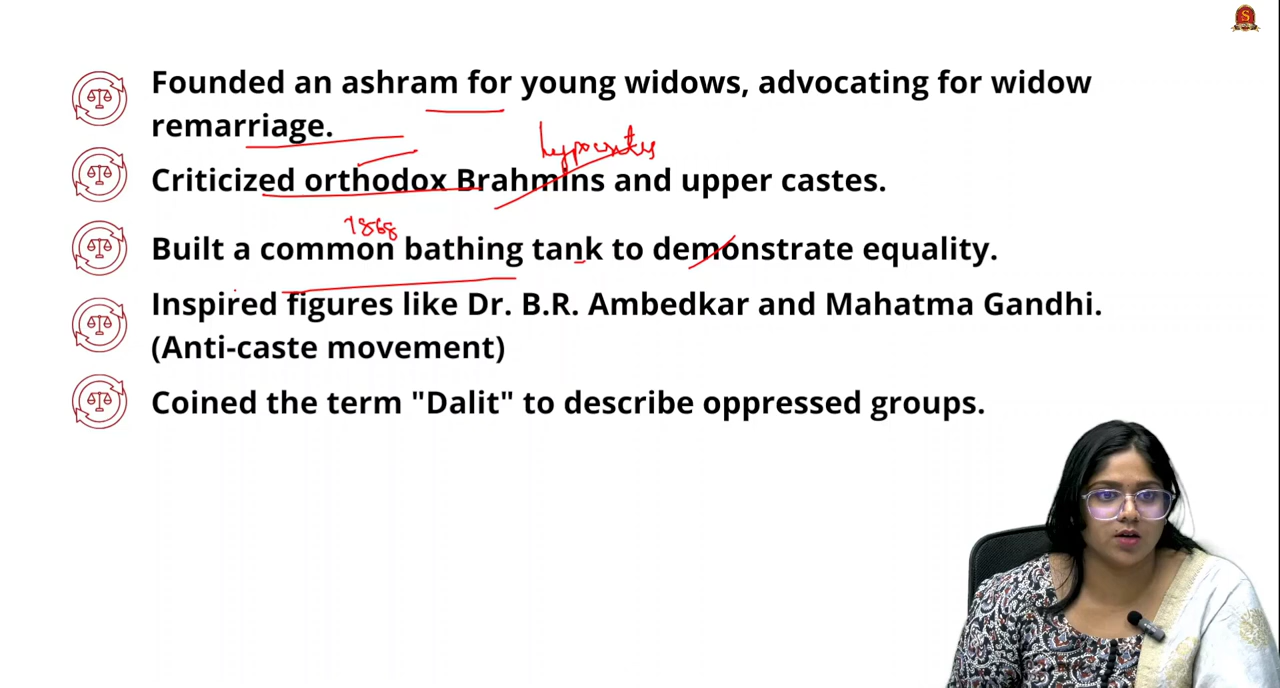 Founded an ashram for young widows, advocating for widow
remarriage.
hypocrites
Criticized orthodox Brahmins and upper castes.
1868
Built a common bathing tank to demonstrate equality.
Inspired figures like Dr. B.R. Ambedkar and Mahatma Gandhi.
(Anti-caste movement)
Coined the term "Dalit" to describe oppressed groups.